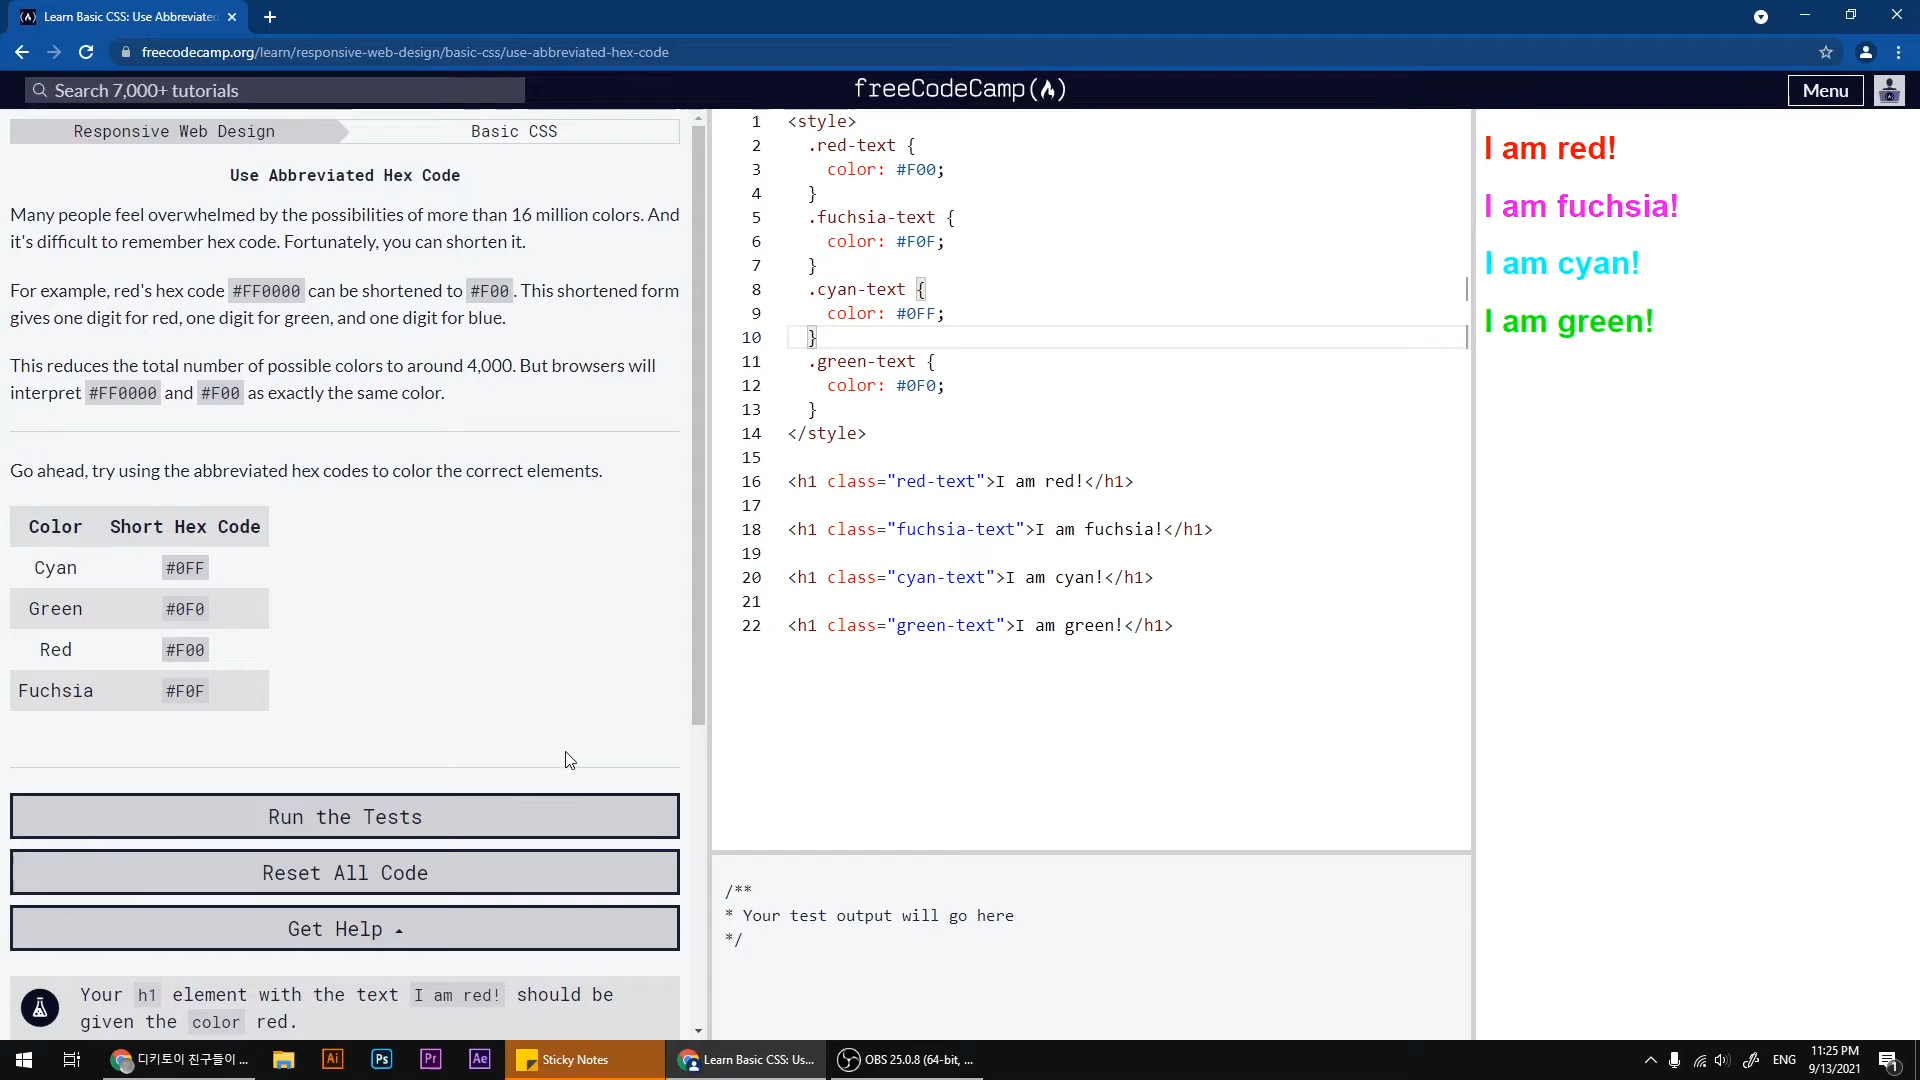 Learn Basic CSS: Use Abbreviated
freecodecamp.org/learn/responsive-web-design/basic-css/use-abbreviated-hex-code
Search 7,000+ tutorials
freeCodeCamp
Menu
Responsive Web Design
Basic CSS
Use Abbreviated Hex Code
Many people feel overwhelmed by the possibilities of more than 16 million colors. And
it's difficult to remember hex code. Fortunately, you can shorten it.
For example, red's hex code #FF0000 can be shortened to #F00. This shortened form
gives one digit for red, one digit for green, and one digit for blue.
This reduces the total number of possible colors to around 4,000. But browsers will
interpret #FF0000 and #F00 as exactly the same color.
Go ahead, try using the abbreviated hex codes to color the correct elements.
Color Short Hex Code
Cyan #0FF
Green #0F0
Red #F00
Fuchsia #F0F
Run the Tests
Reset All Code
Get Help
Your h1 element with the text I am red! should be
given the color red.
1 <style>
2 .red-text {
3 color: #F00;
4 }
5 .fuchsia-text {
6 color: #F0F;
7 }
8 .cyan-text {
9 color: #0FF;
10 }
11 .green-text {
12 color: #0F0;
13 }
14 </style>
15
16 <h1 class="red-text">I am red!</h1>
17
18 <h1 class="fuchsia-text">I am fuchsia!</h1>
19
20 <h1 class="cyan-text">I am cyan!</h1>
21
22 <h1 class="green-text">I am green!</h1>
/**
* Your test output will go here
*/
I am red!
I am fuchsia!
I am cyan!
I am green!
디키토이 친구들이 ...
Ai
Ps
Pr
Ae
Sticky Notes
Learn Basic CSS: Us...
OBS 25.0.8 (64-bit, ...
ENG
11:25 PM
9/13/2021
1